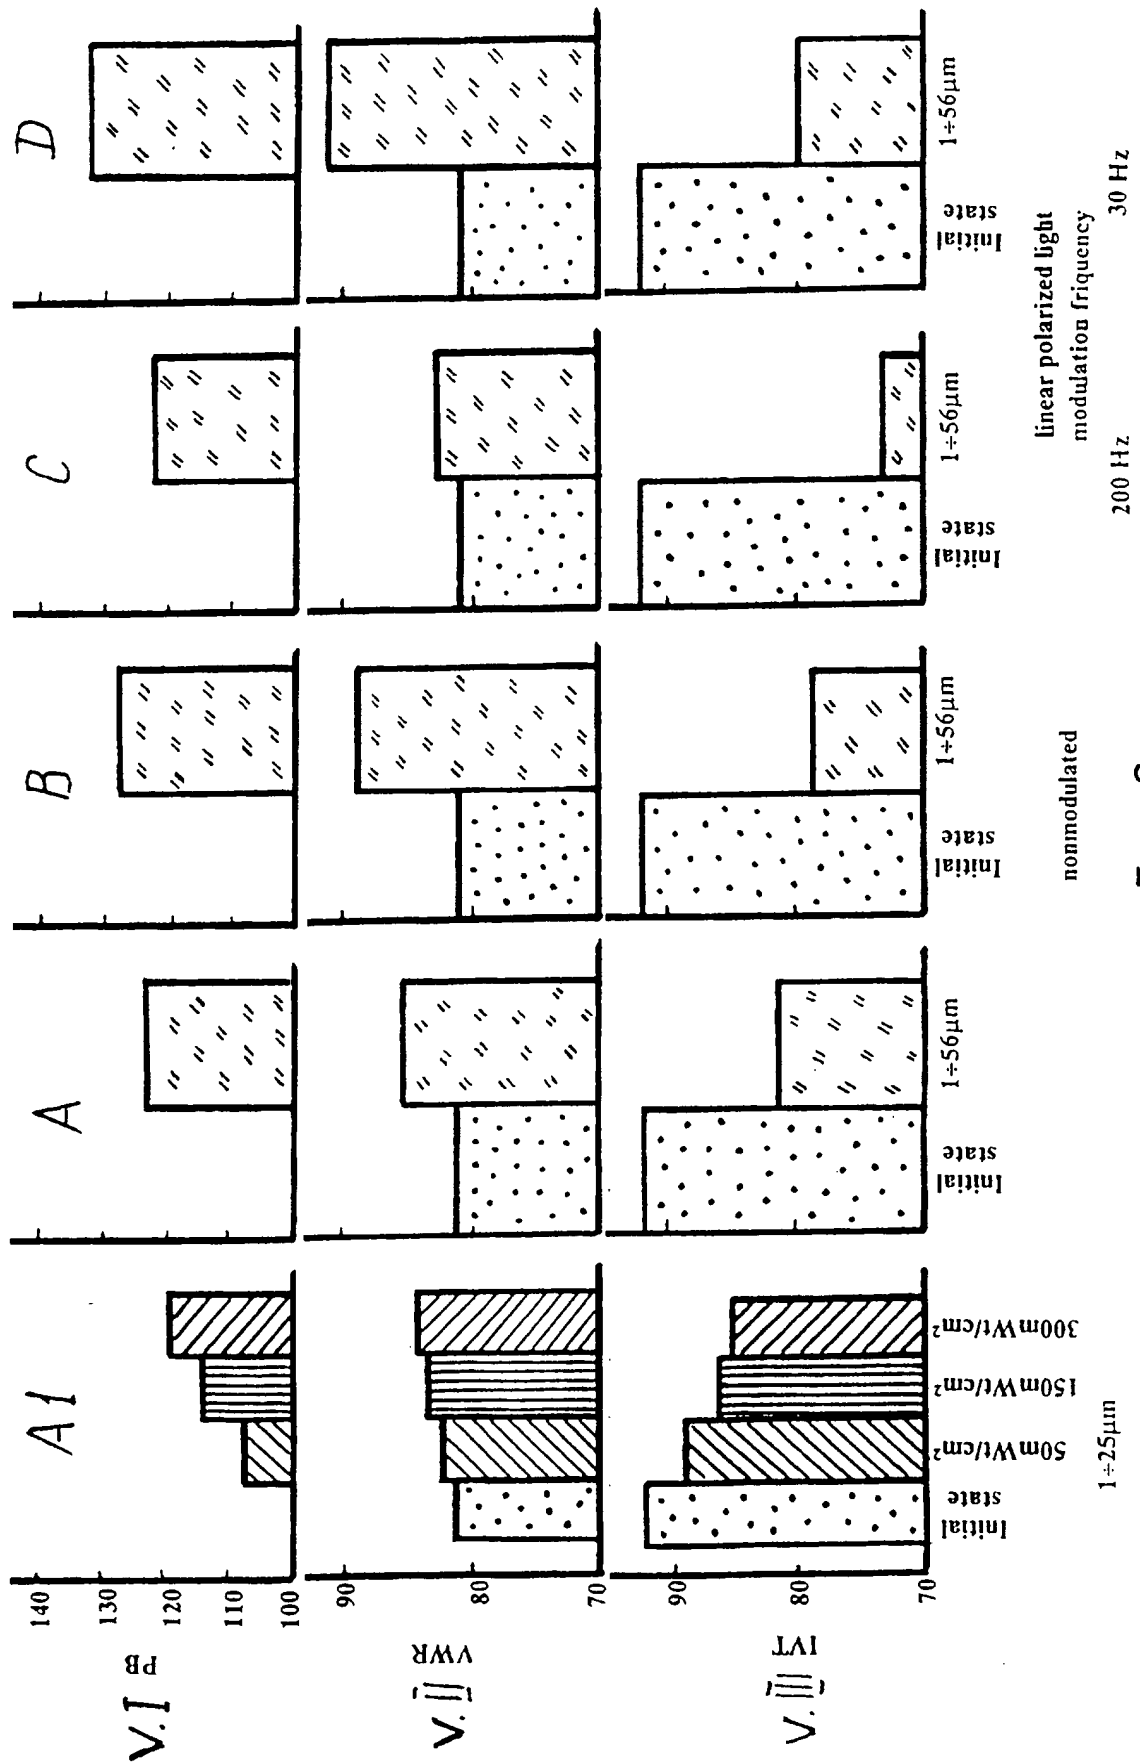 A1
A
B
C
D
V.I
PB
140
130
120
110
100
V.II
VWR
90
80
70
V.III
IVT
90
80
70
Initial
state
50mWt/cm²
150mWt/cm²
300mWt/cm²
1÷25μm
Initial
state
1÷56μm
Initial
state
1÷56μm
nonmodulated
Initial
state
1÷56μm
Initial
state
1÷56μm
linear polarized light
modulation friquency
200 Hz
30 Hz